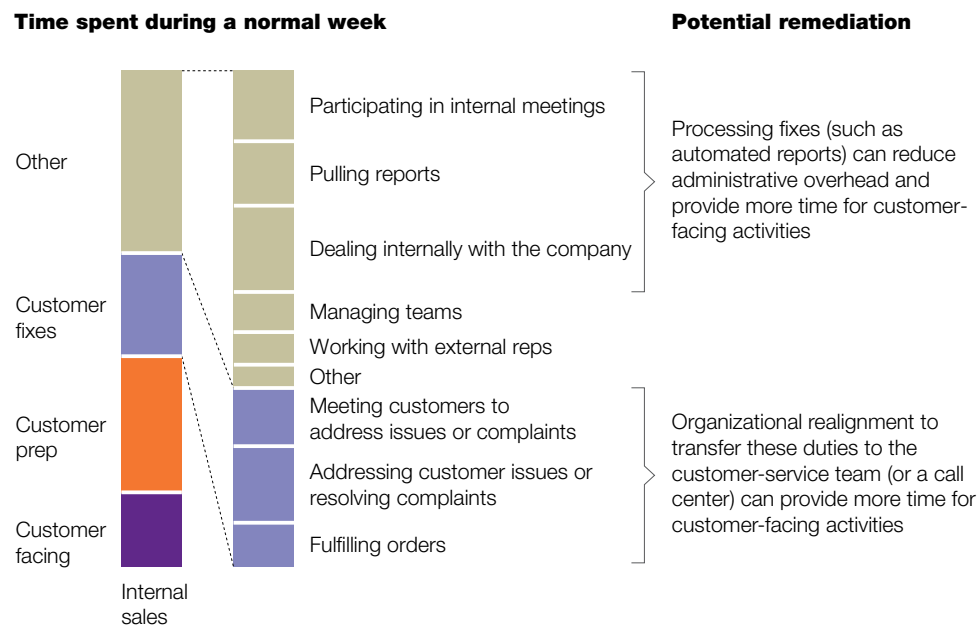 Time spent during a normal week
Potential remediation
Other
Customer
fixes
Customer
prep
Customer
facing
Internal
sales
Participating in internal meetings
Pulling reports
Dealing internally with the company
Managing teams
Working with external reps
Other
Meeting customers to
address issues or complaints
Addressing customer issues or
resolving complaints
Fulfilling orders
Processing fixes (such as
automated reports) can reduce
administrative overhead and
provide more time for customer-
facing activities
Organizational realignment to
transfer these duties to the
customer-service team (or a call
center) can provide more time for
customer-facing activities